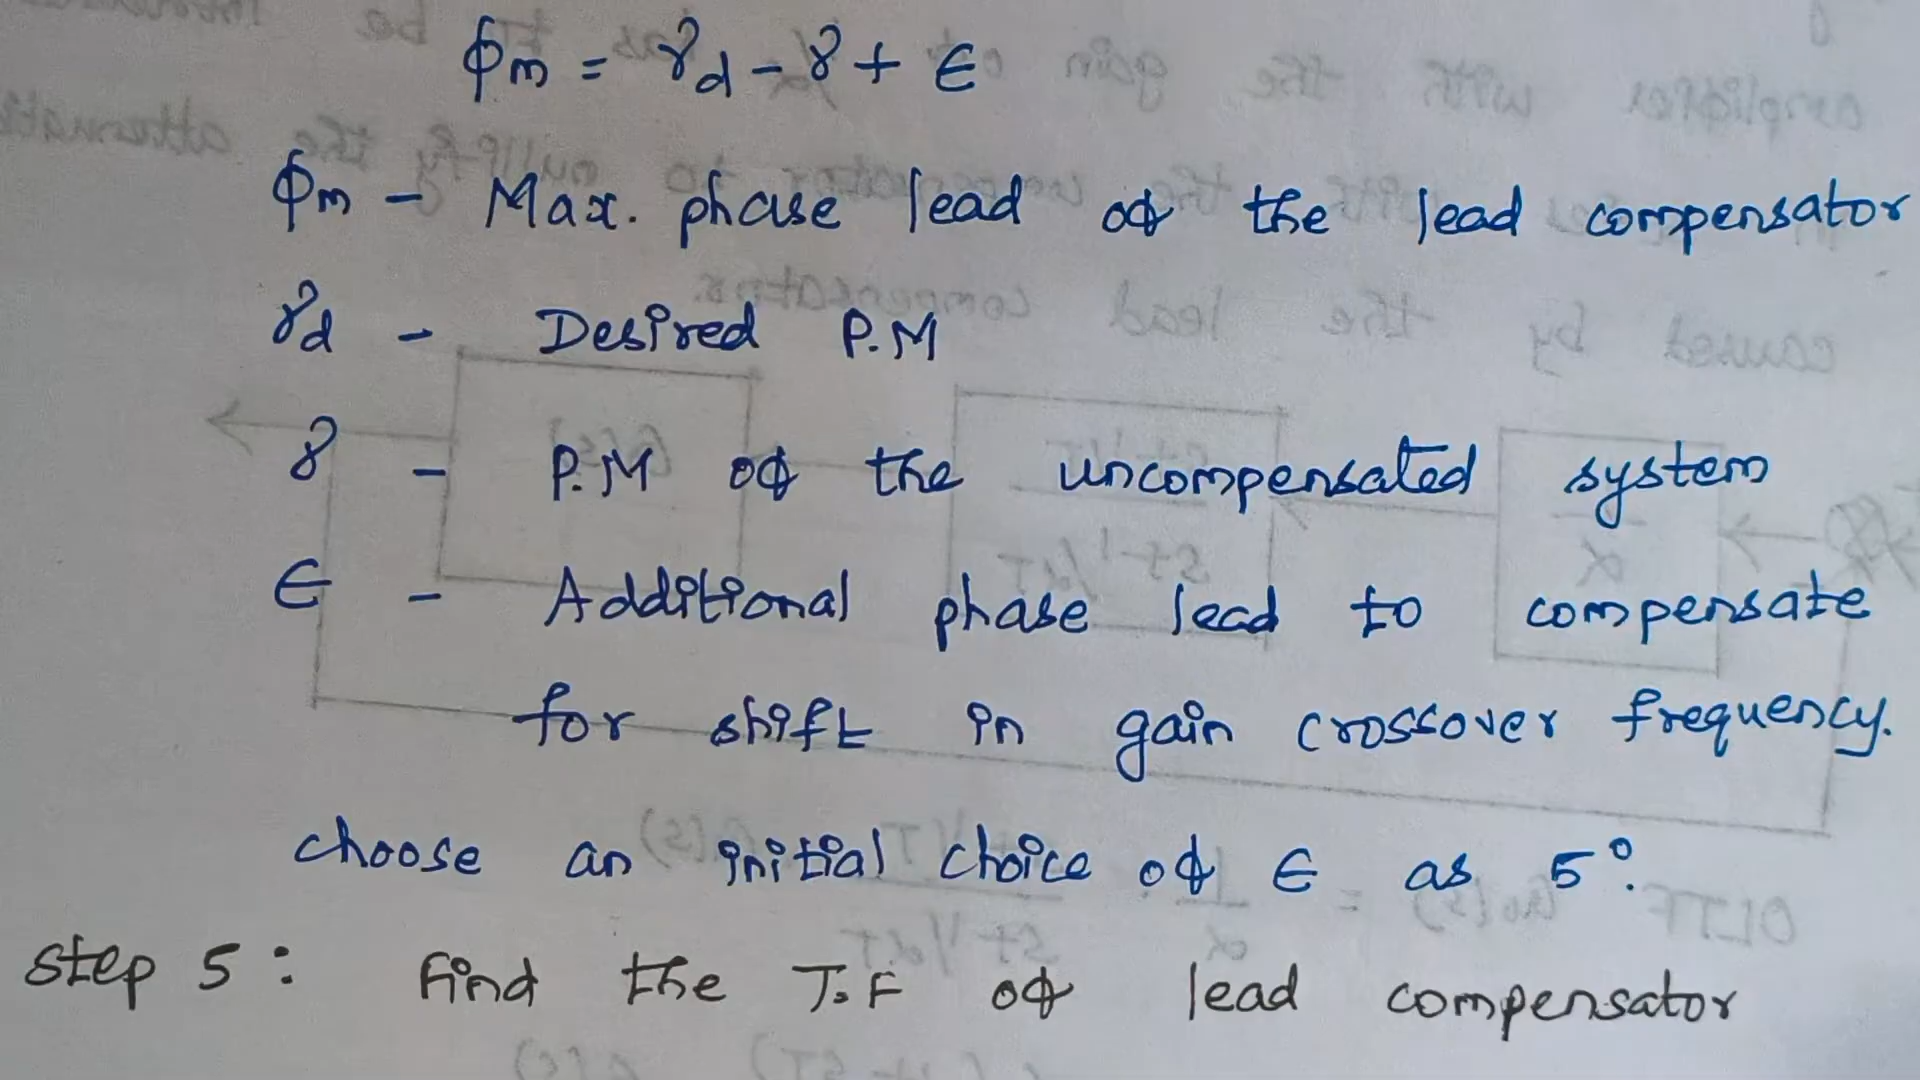 ϕm = γd - γ + ϵ
ϕm - Max. phase lead of the lead compensator
γd - Desired P.M
γ - P.M of the uncompensated system
ϵ - Additional phase lead to compensate
for shift in gain crossover frequency.
choose an initial choice of ϵ as 5°.
step 5: Find the T.F of lead compensator